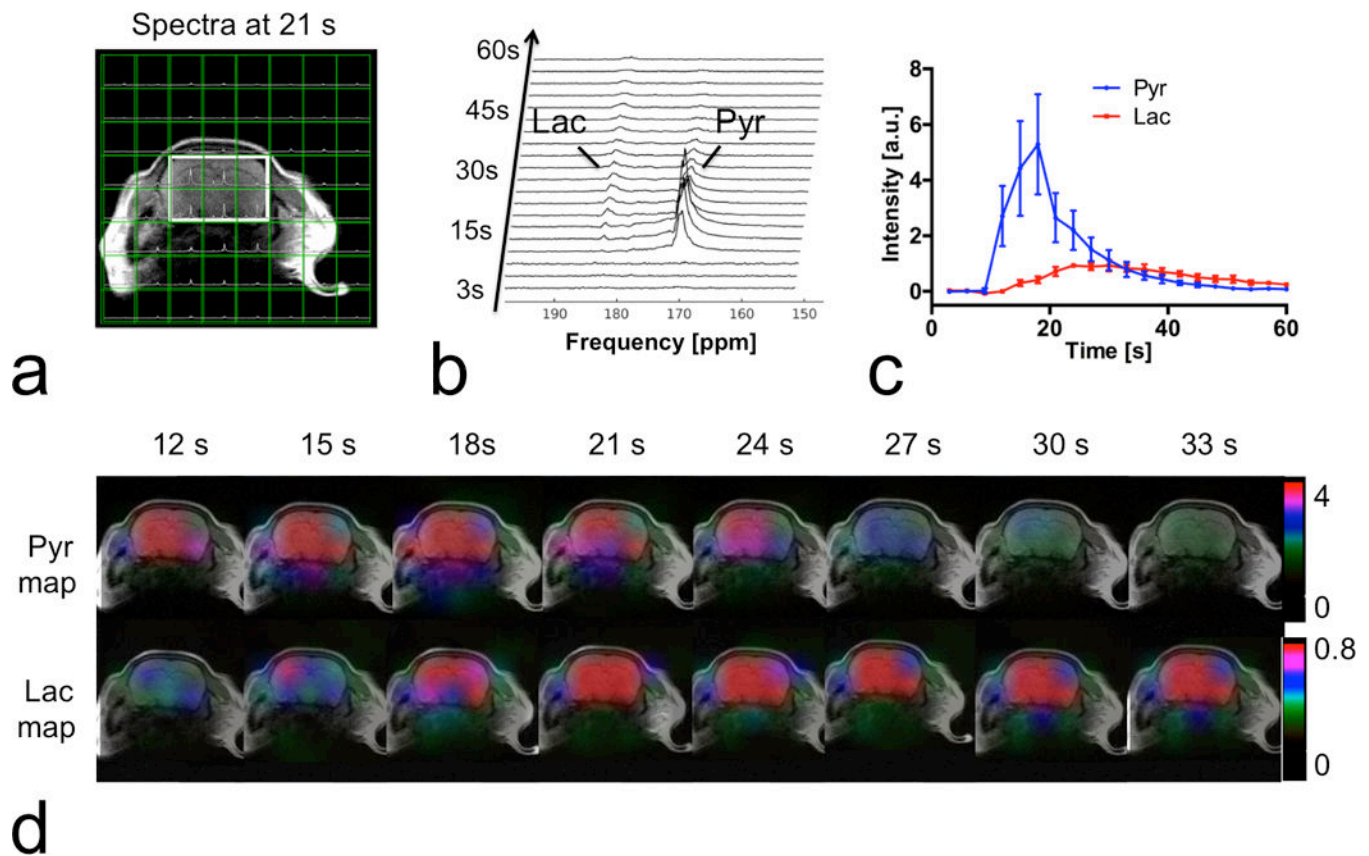 Spectra at 21 s
a
60s
45s
30s
15s
3s
Lac
Pyr
190 180 170 160 150
Frequency [ppm]
b
8
6
4
2
0
Intensity [a.u.]
Pyr
Lac
0 20 40 60
Time [s]
c
12 s 15 s 18s 21 s 24 s 27 s 30 s 33 s
Pyr
map
4
0
Lac
map
0.8
0
d